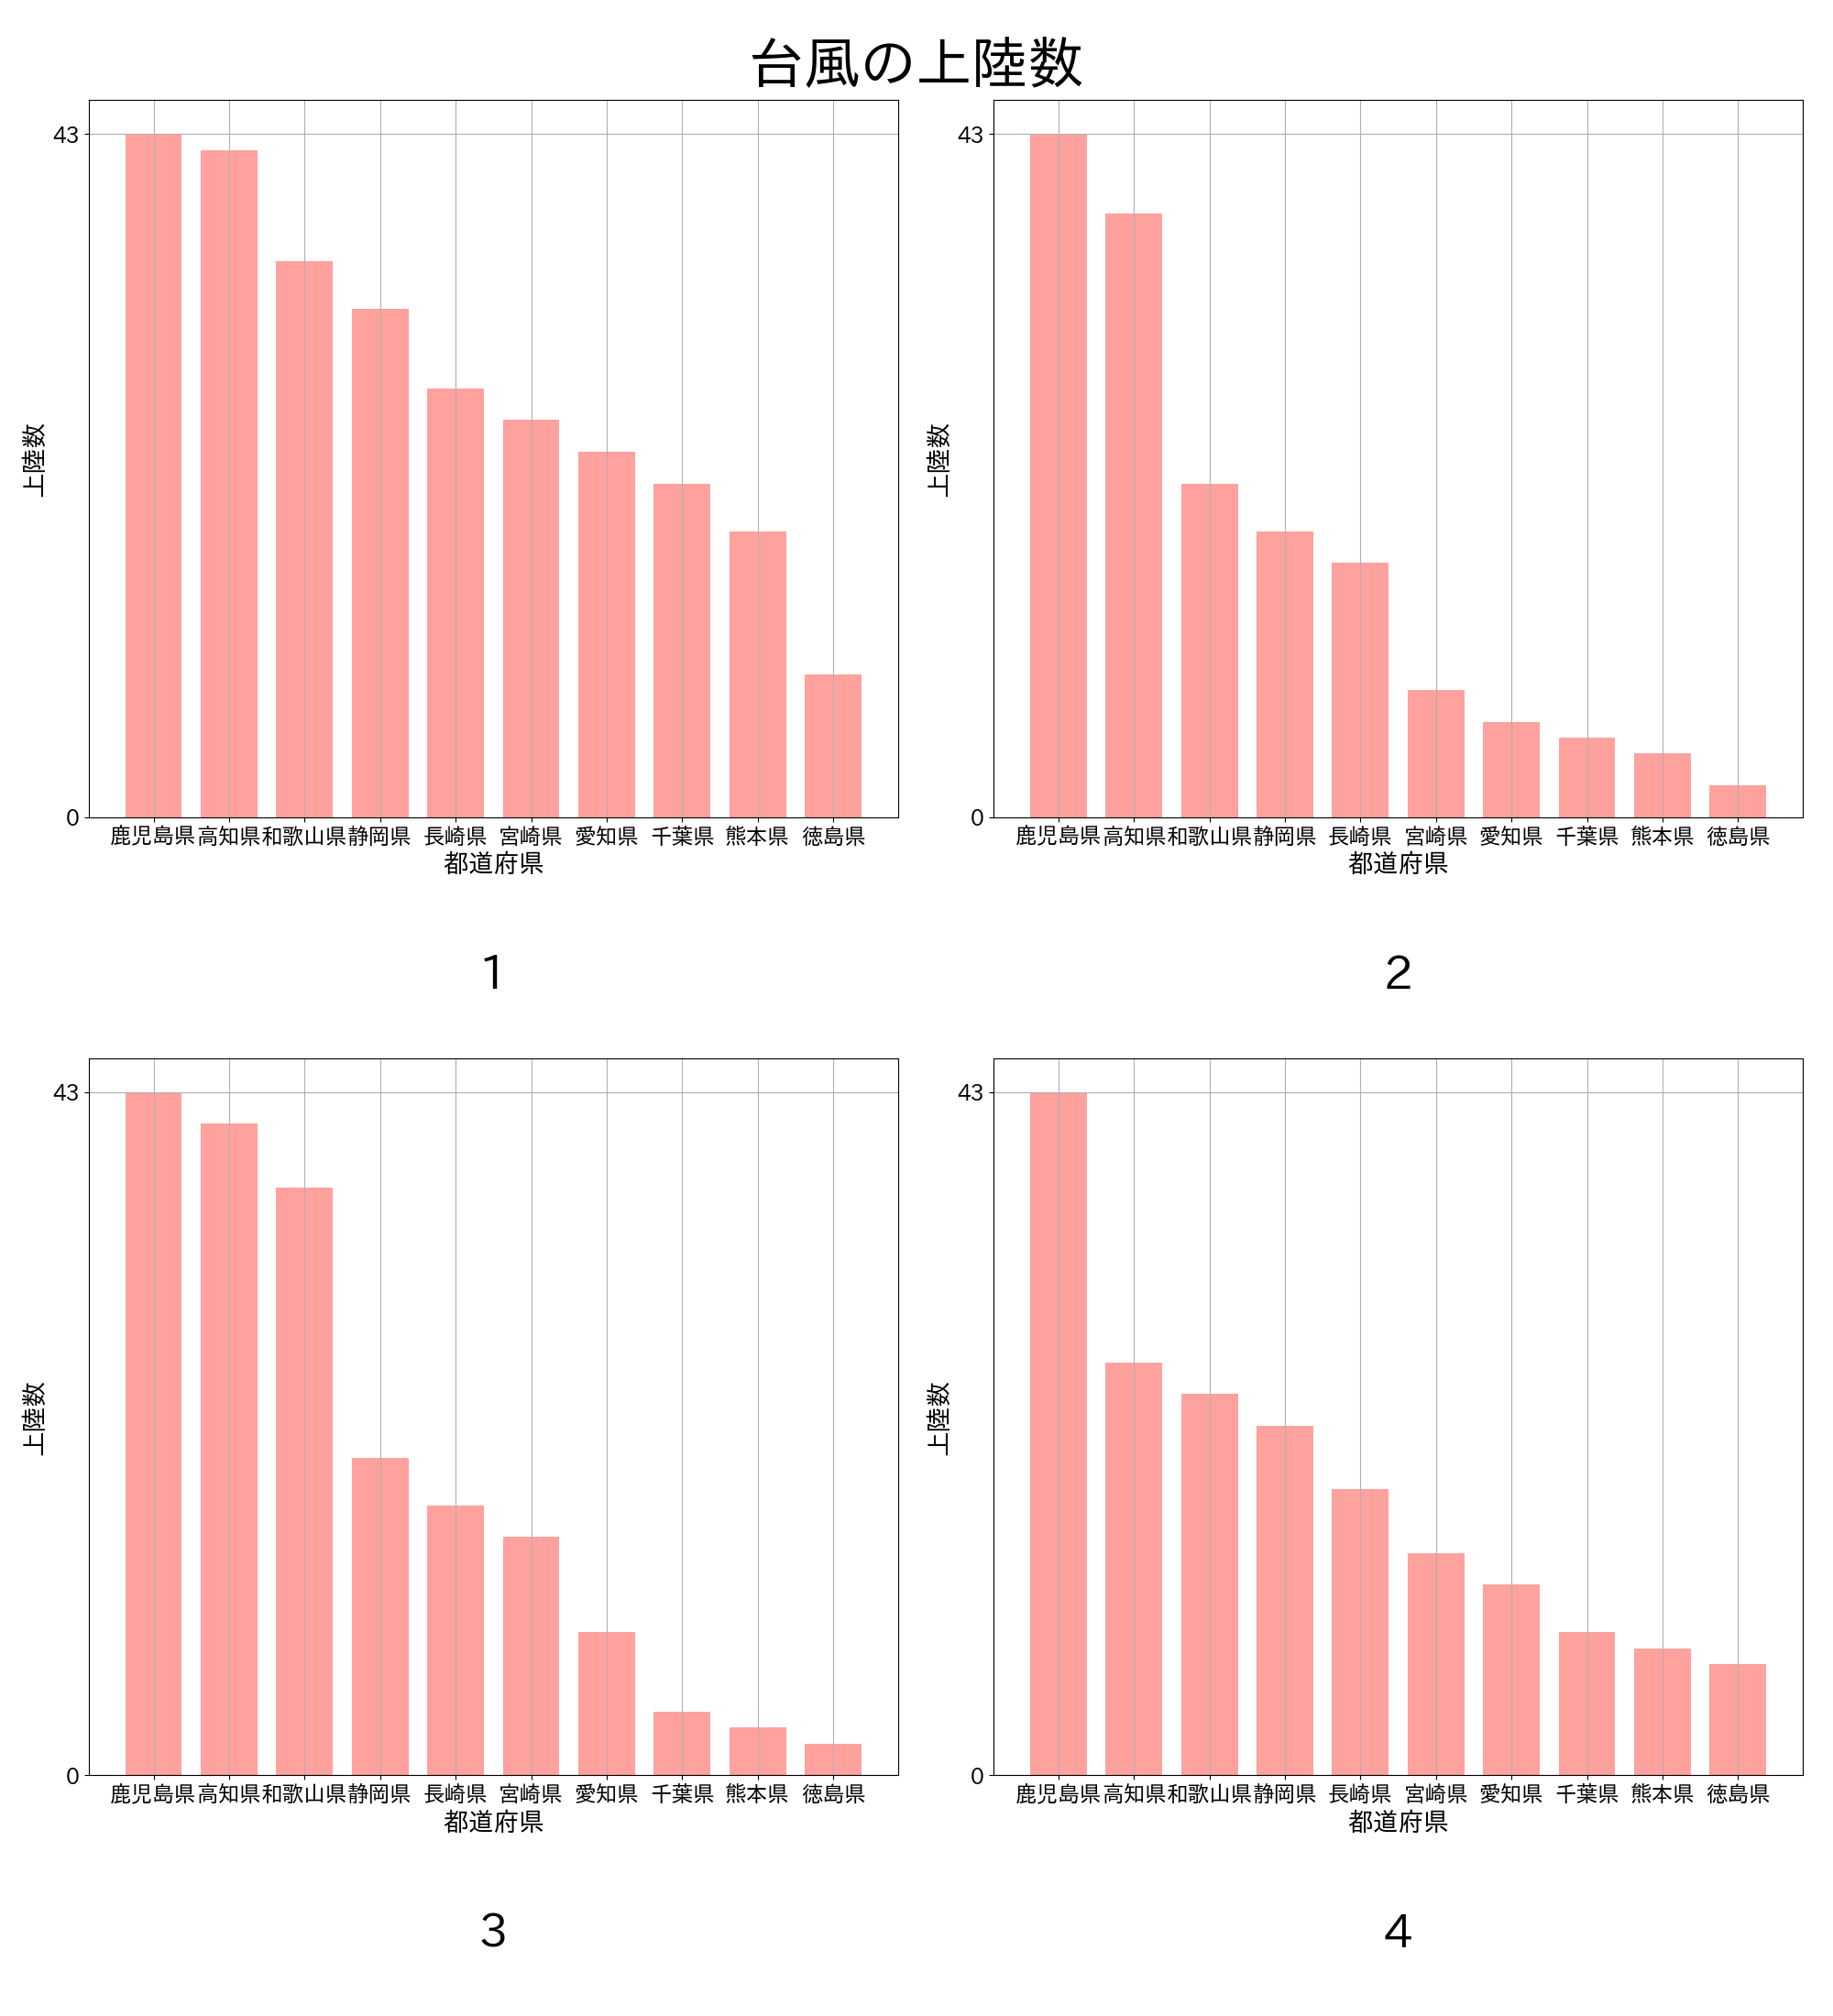 台風の上陸数
43
0
上陸数
鹿児島県 高知県 和歌山県 静岡県 長崎県 宮崎県 愛知県 千葉県 熊本県 徳島県
都道府県
1
43
0
上陸数
鹿児島県 高知県 和歌山県 静岡県 長崎県 宮崎県 愛知県 千葉県 熊本県 徳島県
都道府県
2
43
0
上陸数
鹿児島県 高知県 和歌山県 静岡県 長崎県 宮崎県 愛知県 千葉県 熊本県 徳島県
都道府県
3
43
0
上陸数
鹿児島県 高知県 和歌山県 静岡県 長崎県 宮崎県 愛知県 千葉県 熊本県 徳島県
都道府県
4